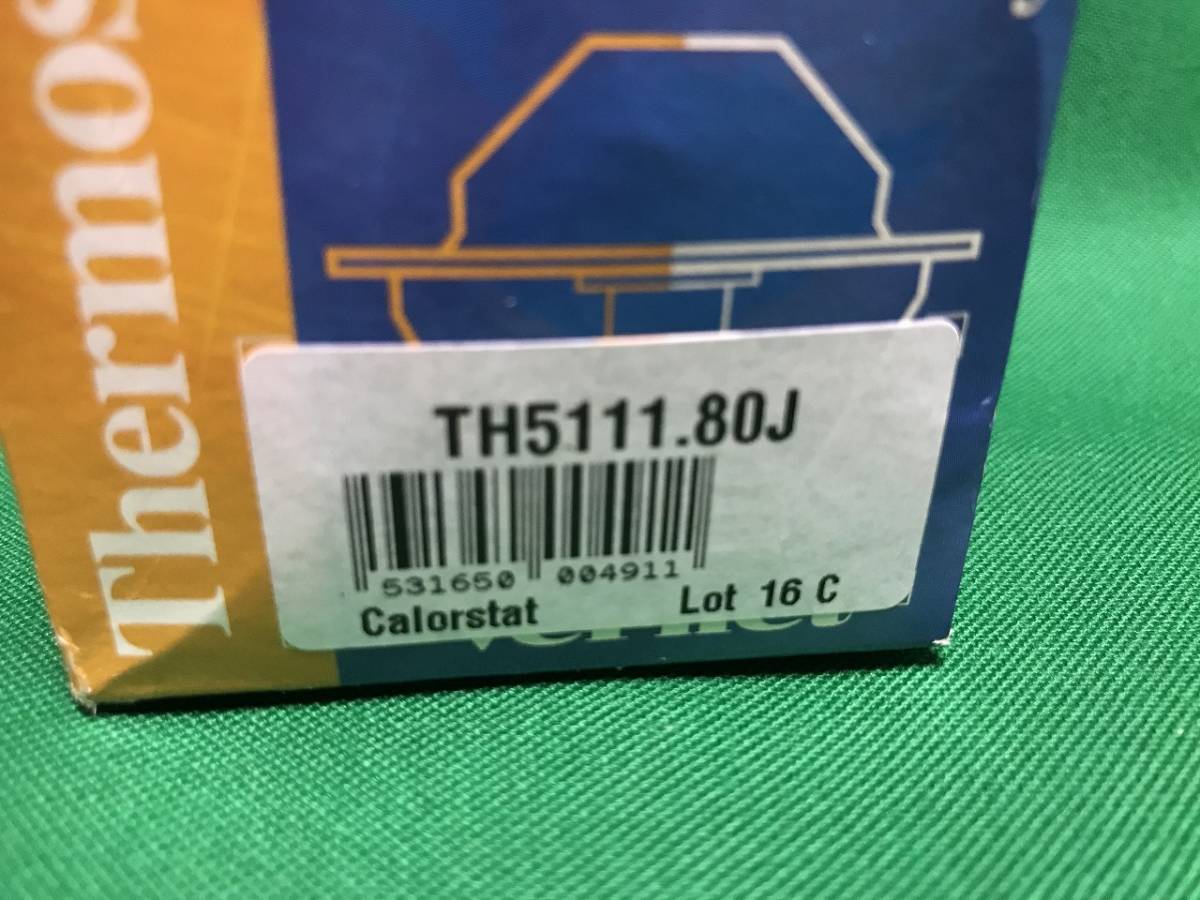 Thermos
TH5111.80J
531650 004911
Calorstat
Lot 16 C